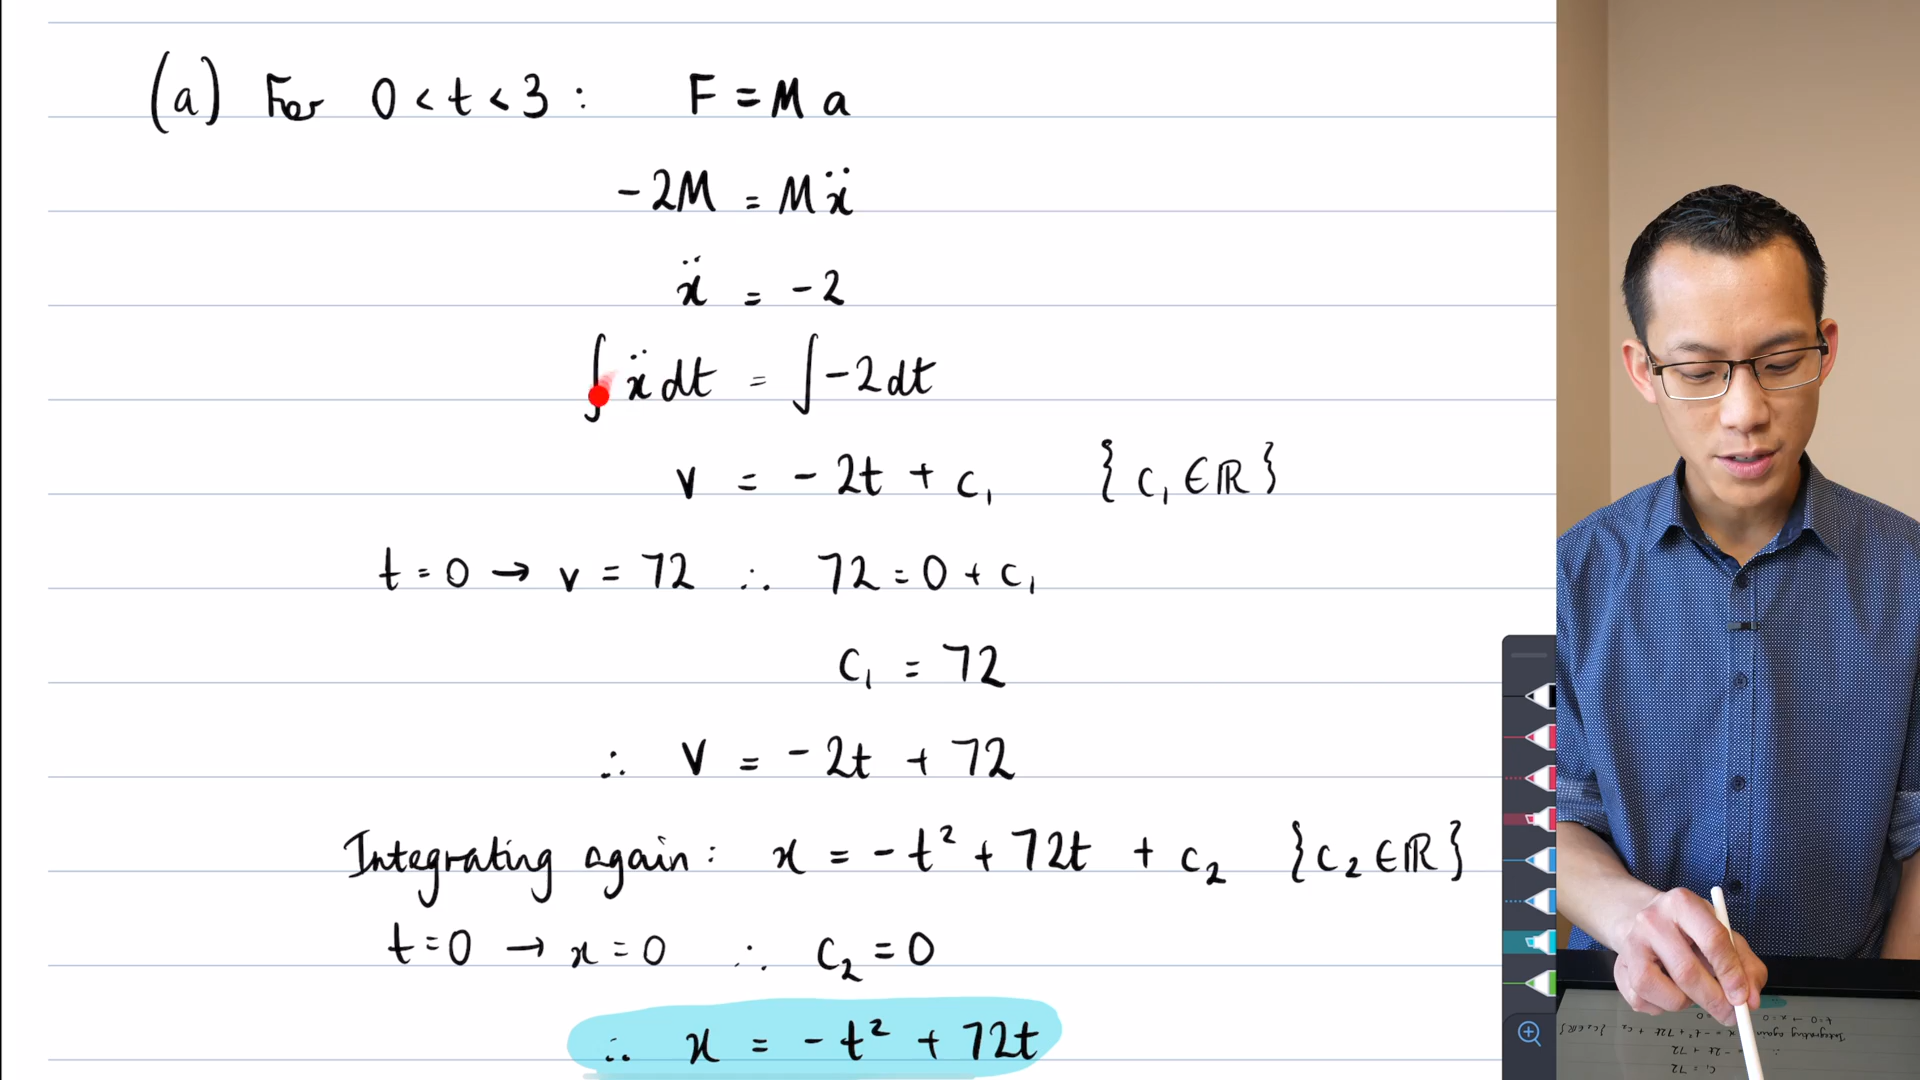 (a) For 0 < t < 3 : F = M a
-2M = Mẍ
ẍ = -2
∫ ẍ dt = ∫ -2 dt
v = -2t + c₁ {c₁ ∈ ℝ}
t = 0 → v = 72 ∴ 72 = 0 + c₁
c₁ = 72
∴ v = -2t + 72
Integrating again : x = -t² + 72t + c₂ {c₂ ∈ ℝ}
t = 0 → x = 0 ∴ c₂ = 0
∴ x = -t² + 72t